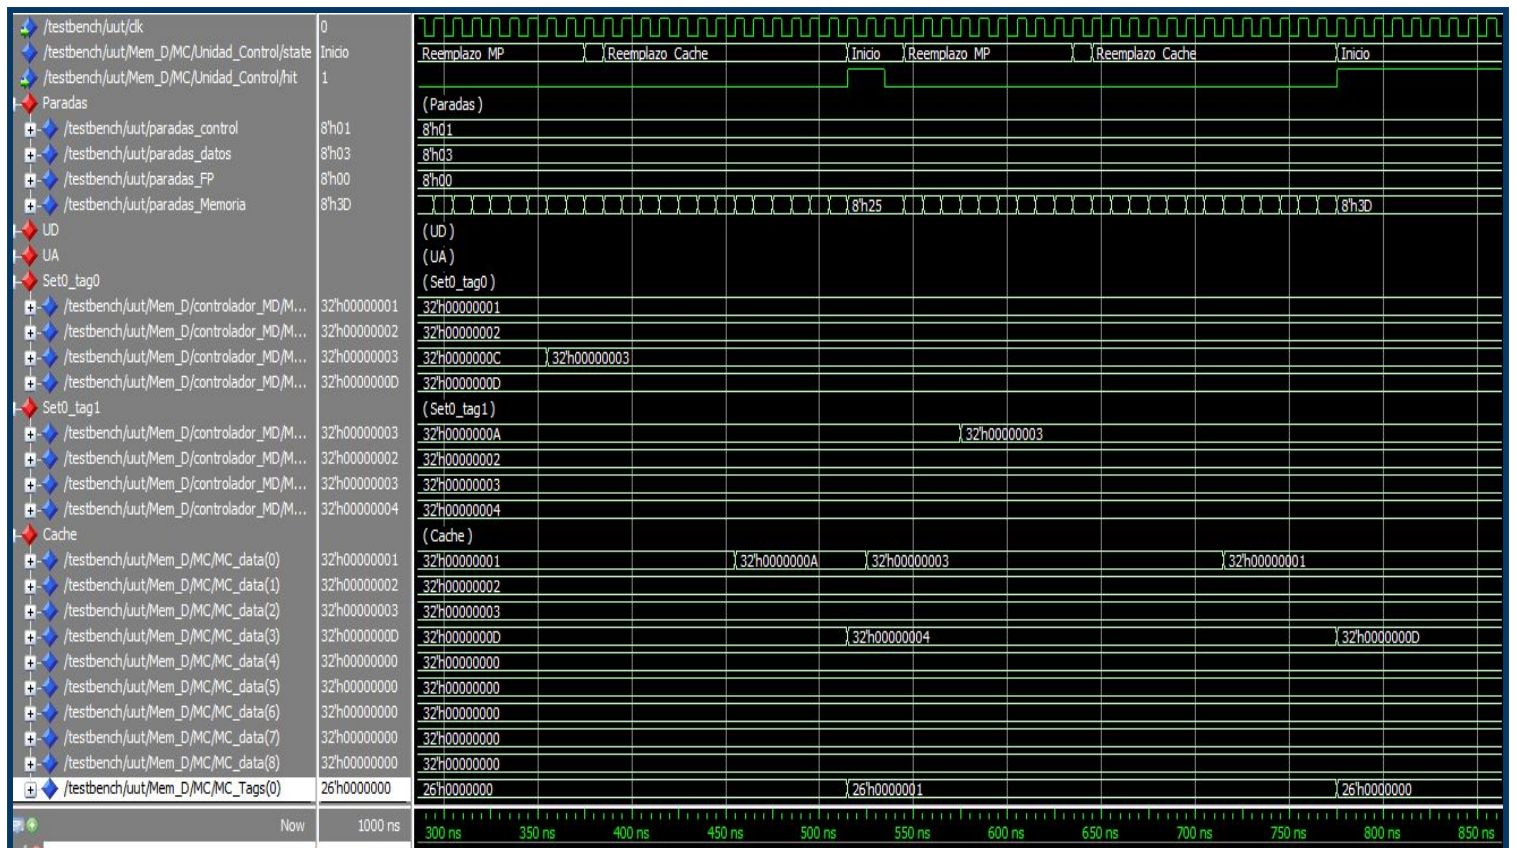 /testbench/uut/clk 0
/testbench/uut/Mem_D/MC/Unidad_Control/state Inicio Reemplazo MP Reemplazo Cache Inicio Reemplazo MP Reemplazo Cache Inicio
/testbench/uut/Mem_D/MC/Unidad_Control/hit 1
Paradas (Paradas)
/testbench/uut/paradas_control 8'h01 8'h01
/testbench/uut/paradas_datos 8'h03 8'h03
/testbench/uut/paradas_FP 8'h00 8'h00
/testbench/uut/paradas_Memoria 8'h3D 8'h25 8'h3D
UD (UD)
UA (UA)
Set0_tag0 (Set0_tag0)
/testbench/uut/Mem_D/controlador_MD/M... 32'h00000001 32'h00000001
/testbench/uut/Mem_D/controlador_MD/M... 32'h00000002 32'h00000002
/testbench/uut/Mem_D/controlador_MD/M... 32'h00000003 32'h0000000C 32'h00000003
/testbench/uut/Mem_D/controlador_MD/M... 32'h0000000D 32'h0000000D
Set0_tag1 (Set0_tag1)
/testbench/uut/Mem_D/controlador_MD/M... 32'h00000003 32'h0000000A 32'h00000003
/testbench/uut/Mem_D/controlador_MD/M... 32'h00000002 32'h00000002
/testbench/uut/Mem_D/controlador_MD/M... 32'h00000003 32'h00000003
/testbench/uut/Mem_D/controlador_MD/M... 32'h00000004 32'h00000004
Cache (Cache)
/testbench/uut/Mem_D/MC/MC_data(0) 32'h00000001 32'h00000001 32'h0000000A 32'h00000003 32'h00000001
/testbench/uut/Mem_D/MC/MC_data(1) 32'h00000002 32'h00000002
/testbench/uut/Mem_D/MC/MC_data(2) 32'h00000003 32'h00000003
/testbench/uut/Mem_D/MC/MC_data(3) 32'h0000000D 32'h0000000D 32'h00000004 32'h0000000D
/testbench/uut/Mem_D/MC/MC_data(4) 32'h00000000 32'h00000000
/testbench/uut/Mem_D/MC/MC_data(5) 32'h00000000 32'h00000000
/testbench/uut/Mem_D/MC/MC_data(6) 32'h00000000 32'h00000000
/testbench/uut/Mem_D/MC/MC_data(7) 32'h00000000 32'h00000000
/testbench/uut/Mem_D/MC/MC_data(8) 32'h00000000 32'h00000000
/testbench/uut/Mem_D/MC/MC_Tags(0) 26'h0000000 26'h0000000 26'h0000001 26'h0000000
Now 1000 ns 300 ns 350 ns 400 ns 450 ns 500 ns 550 ns 600 ns 650 ns 700 ns 750 ns 800 ns 850 ns